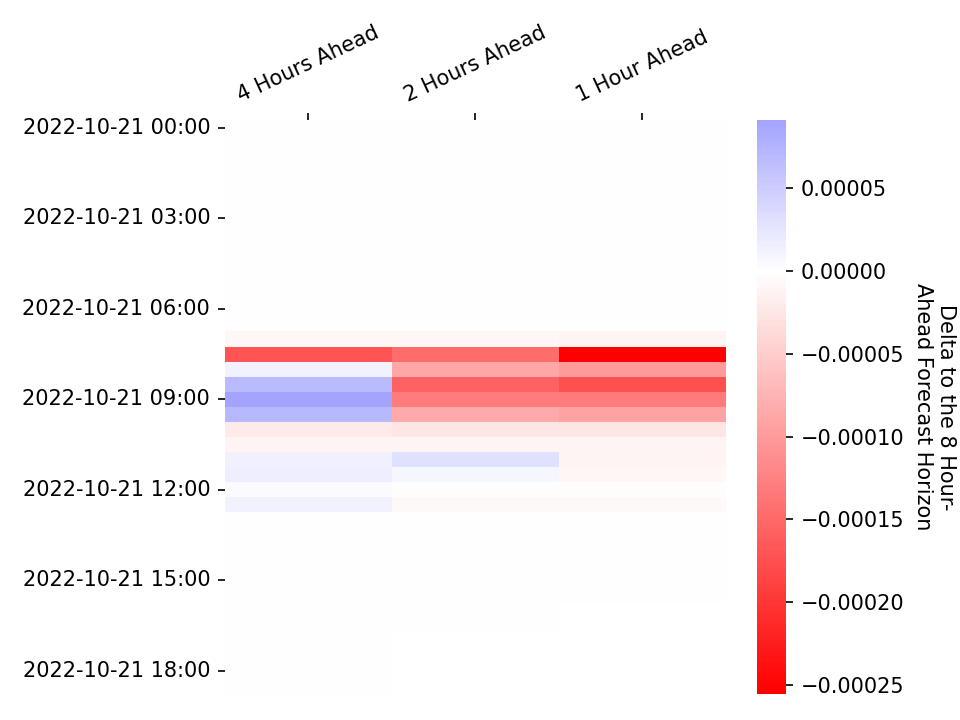 4 Hours Ahead
2 Hours Ahead
1 Hour Ahead
2022-10-21 00:00
2022-10-21 03:00
2022-10-21 06:00
2022-10-21 09:00
2022-10-21 12:00
2022-10-21 15:00
2022-10-21 18:00
0.00005
0.00000
−0.00005
−0.00010
−0.00015
−0.00020
−0.00025
Delta to the 8 Hour-
Ahead Forecast Horizon